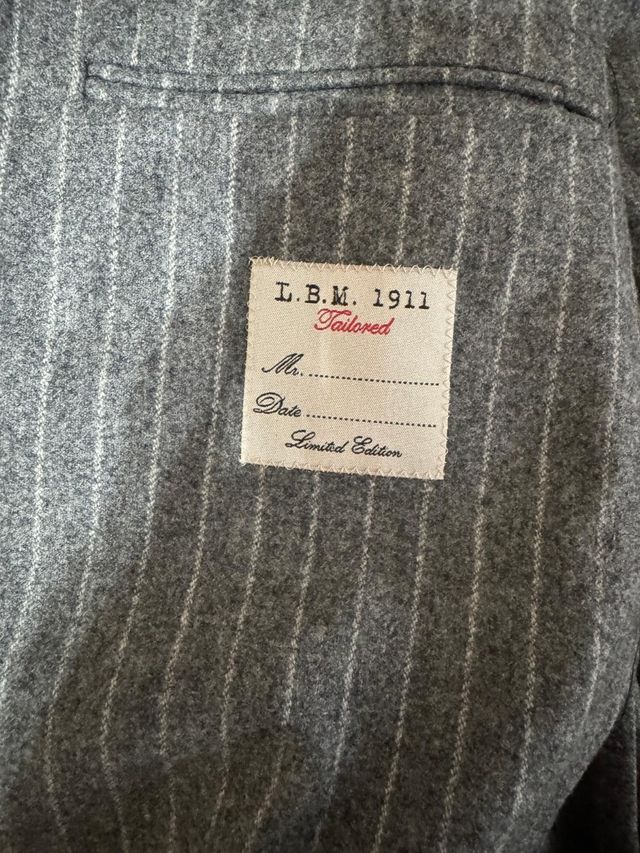 L.B.M. 1911
Tailored
Mr. ........................
Date ........................
Limited Edition